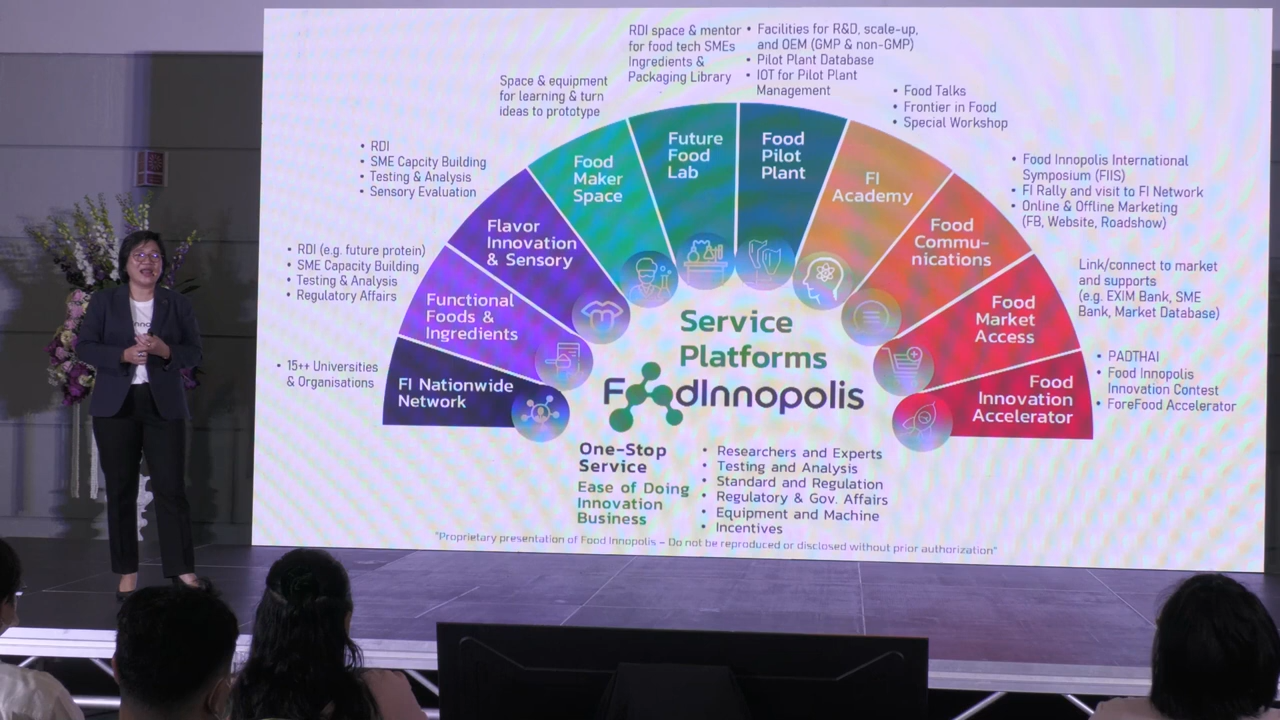 RDI space & mentor
for food tech SMEs
Ingredients &
Packaging Library
• Facilities for R&D, scale-up,
and OEM (GMP & non-GMP)
• Pilot Plant Database
• IOT for Pilot Plant
Management
Space & equipment
for learning & turn
ideas to prototype
• Food Talks
• Frontier in Food
• Special Workshop
• RDI
• SME Capcity Building
• Testing & Analysis
• Sensory Evaluation
• Food Innopolis International
Symposium (FIIS)
• FI Rally and visit to FI Network
• Online & Offline Marketing
(FB, Website, Roadshow)
• RDI (e.g. future protein)
• SME Capacity Building
• Testing & Analysis
• Regulatory Affairs
Link/connect to market
and supports
(e.g. EXIM Bank, SME
Bank, Market Database)
• 15++ Universities
& Organisations
• PADTHAI
• Food Innopolis
Innovation Contest
• ForeFood Accelerator
FI Nationwide
Network
Functional
Foods &
Ingredients
Flavor
Innovation
& Sensory
Food
Maker
Space
Future
Food
Lab
Food
Pilot
Plant
FI
Academy
Food
Commu-
nications
Food
Market
Access
Food
Innovation
Accelerator
Service
Platforms
FoodInnopolis
One-Stop
Service
Ease of Doing
Innovation
Business
• Researchers and Experts
• Testing and Analysis
• Standard and Regulation
• Regulatory & Gov. Affairs
• Equipment and Machine
• Incentives
"Proprietary presentation of Food Innopolis – Do not be reproduced or disclosed without prior authorization"